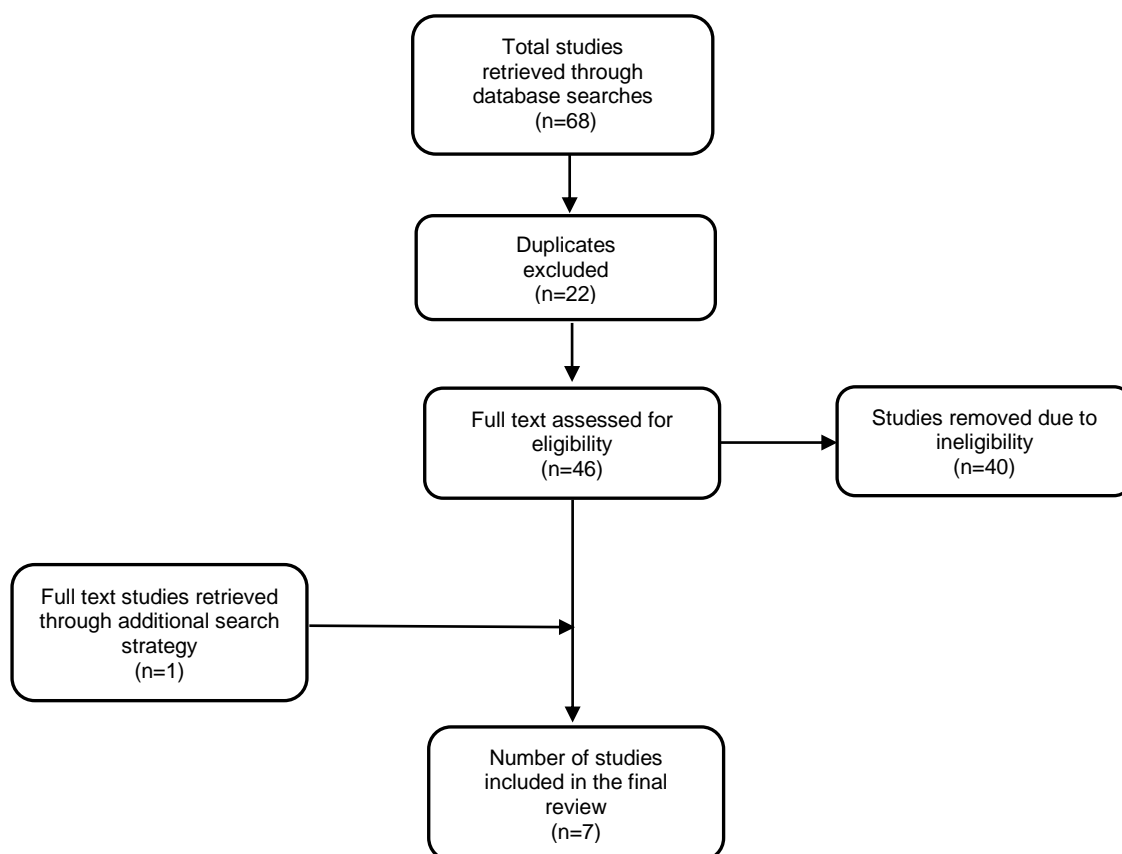 Total studies
retrieved through
database searches
(n=68)
Duplicates
excluded
(n=22)
Full text assessed for
eligibility
(n=46)
Studies removed due to
ineligibility
(n=40)
Full text studies retrieved
through additional search
strategy
(n=1)
Number of studies
included in the final
review
(n=7)